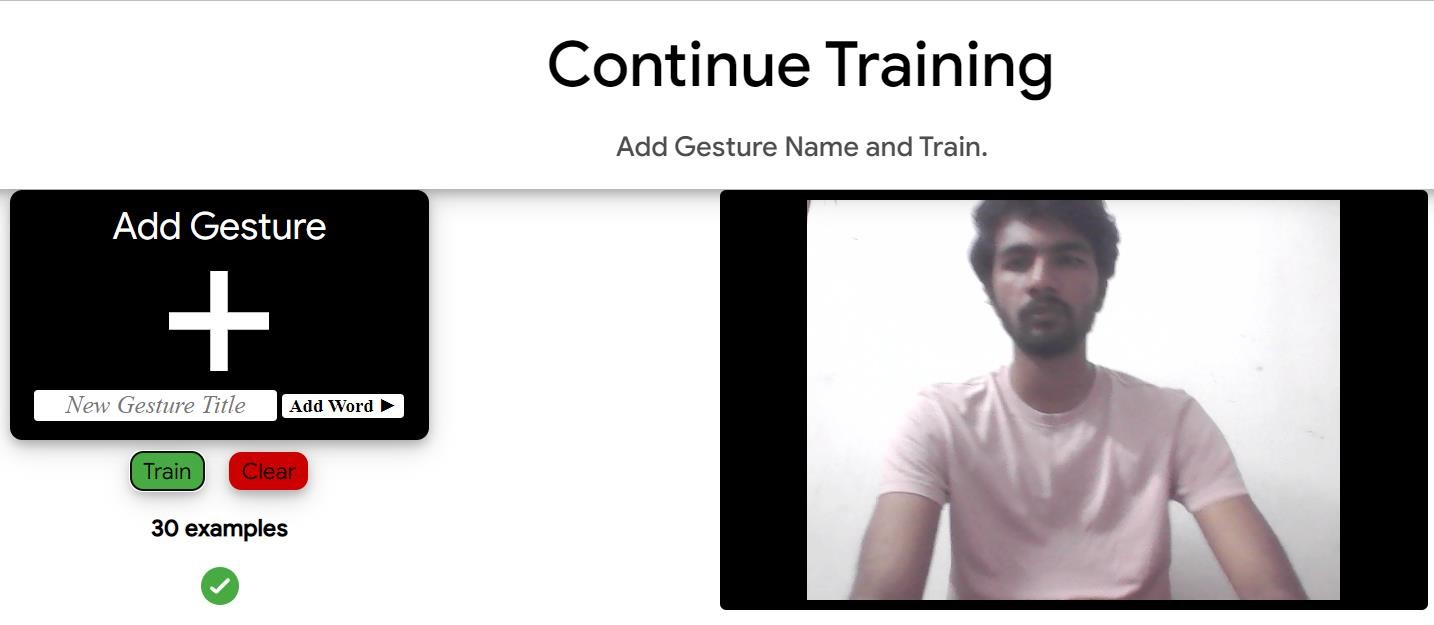 Continue Training
Add Gesture Name and Train.
Add Gesture
New Gesture Title Add Word ►
Train Clear
30 examples